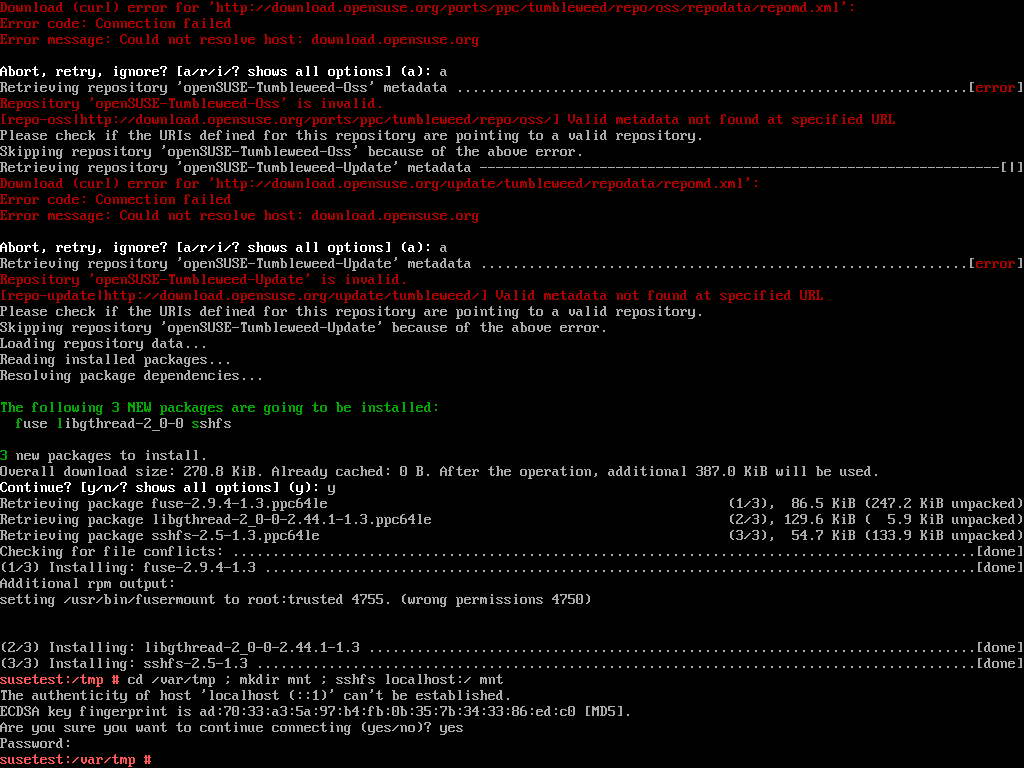 Download (curl) error for 'http://download.opensuse.org/ports/ppc/tumbleweed/repo/oss/repodata/repomd.xml':
Error code: Connection failed
Error message: Could not resolve host: download.opensuse.org
Abort, retry, ignore? [a/r/i/? shows all options] (a): a
Retrieving repository 'openSUSE-Tumbleweed-Oss' metadata ................................................................[error]
Repository 'openSUSE-Tumbleweed-Oss' is invalid.
[repo-oss|http://download.opensuse.org/ports/ppc/tumbleweed/repo/oss/] Valid metadata not found at specified URL
Please check if the URIs defined for this repository are pointing to a valid repository.
Skipping repository 'openSUSE-Tumbleweed-Oss' because of the above error.
Retrieving repository 'openSUSE-Tumbleweed-Update' metadata -----------------------------------------------------------------[|]
Download (curl) error for 'http://download.opensuse.org/update/tumbleweed/repodata/repomd.xml':
Error code: Connection failed
Error message: Could not resolve host: download.opensuse.org
Abort, retry, ignore? [a/r/i/? shows all options] (a): a
Retrieving repository 'openSUSE-Tumbleweed-Update' metadata .............................................................[error]
Repository 'openSUSE-Tumbleweed-Update' is invalid.
[repo-update|http://download.opensuse.org/update/tumbleweed/] Valid metadata not found at specified URL
Please check if the URIs defined for this repository are pointing to a valid repository.
Skipping repository 'openSUSE-Tumbleweed-Update' because of the above error.
Loading repository data...
Reading installed packages...
Resolving package dependencies...
The following 3 NEW packages are going to be installed:
fuse libgthread-2_0-0 sshfs
3 new packages to install.
Overall download size: 270.8 KiB. Already cached: 0 B. After the operation, additional 387.0 KiB will be used.
Continue? [y/n/? shows all options] (y): y
Retrieving package fuse-2.9.4-1.3.ppc64le (1/3), 86.5 KiB (247.2 KiB unpacked)
Retrieving package libgthread-2_0-0-2.44.1-1.3.ppc64le (2/3), 129.6 KiB ( 5.9 KiB unpacked)
Retrieving package sshfs-2.5-1.3.ppc64le (3/3), 54.7 KiB (133.9 KiB unpacked)
Checking for file conflicts: .............................................................................................[done]
(1/3) Installing: fuse-2.9.4-1.3 .........................................................................................[done]
Additional rpm output:
setting /usr/bin/fusermount to root:trusted 4755. (wrong permissions 4750)
(2/3) Installing: libgthread-2_0-0-2.44.1-1.3 ............................................................................[done]
(3/3) Installing: sshfs-2.5-1.3 ..........................................................................................[done]
susetest:/tmp # cd /var/tmp ; mkdir mnt ; sshfs localhost:/ mnt
The authenticity of host 'localhost (::1)' can't be established.
ECDSA key fingerprint is ad:70:33:a3:5a:97:b4:fb:0b:35:7b:34:33:86:ed:c0 [MD5].
Are you sure you want to continue connecting (yes/no)? yes
Password:
susetest:/var/tmp #